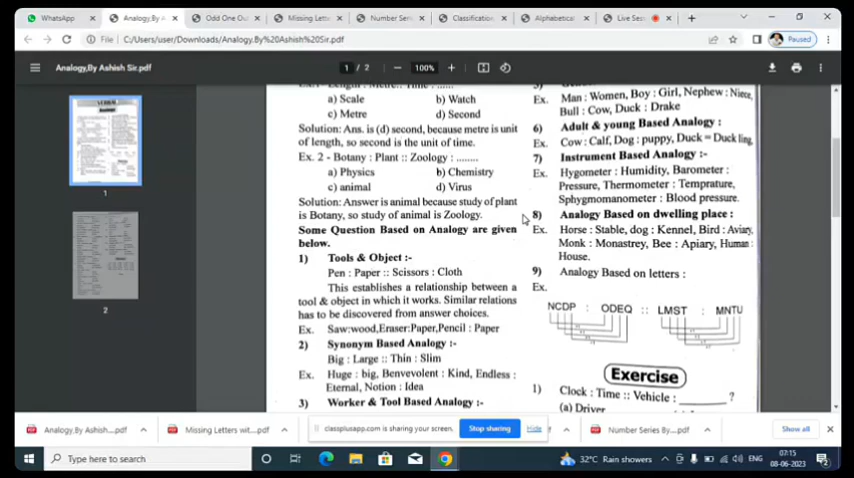 WhatsApp
Analogy.By A
Odd One Out
Missing Lette
Number Serie
Classification
Alphabetical
Live Sess
File
C:/Users/user/Downloads/Analogy.By%20Ashish%20Sir.pdf
Paused
Analogy,By Ashish Sir.pdf
1 / 2
100%
1
2
a) Scale b) Watch
c) Metre d) Second
Solution: Ans. is (d) second, because metre is unit
of length, so second is the unit of time.
Ex. 2 - Botany : Plant :: Zoology : ........
a) Physics b) Chemistry
c) animal d) Virus
Solution: Answer is animal because study of plant
is Botany, so study of animal is Zoology.
Some Question Based on Analogy are given
below.
1) Tools & Object :-
Pen : Paper :: Scissors : Cloth
This establishes a relationship between a
tool & object in which it works. Similar relations
has to be discovered from answer choices.
Ex. Saw:wood,Eraser:Paper,Pencil : Paper
2) Synonym Based Analogy :-
Big : Large :: Thin : Slim
Ex. Huge : big, Benvevolent : Kind, Endless :
Eternal, Notion : Idea
3) Worker & Tool Based Analogy :-
Ex. Man : Women, Boy : Girl, Nephew : Niece,
Bull : Cow, Duck : Drake
6) Adult & young Based Analogy :
Ex. Cow : Calf, Dog : puppy, Duck = Duck ling
7) Instrument Based Analogy :-
Ex. Hygometer : Humidity, Barometer :
Pressure, Thermometer : Temprature,
Sphygmomanometer : Blood pressure.
8) Analogy Based on dwelling place :
Ex. Horse : Stable, dog : Kennel, Bird : Aviary,
Monk : Monastrey, Bee : Apiary, Human :
House.
9) Analogy Based on letters :
Ex.
NCDP : ODEQ :: LMST : MNTU
Exercise
1) Clock : Time :: Vehicle : ________ ?
(a) Driver
Analogy.By Ashish....pdf
Missing Letters wit....pdf
classplusapp.com is sharing your screen.
Stop sharing
Hide
Number Series By....pdf
Show all
Type here to search
32°C Rain showers
ENG
07:15
08-06-2023